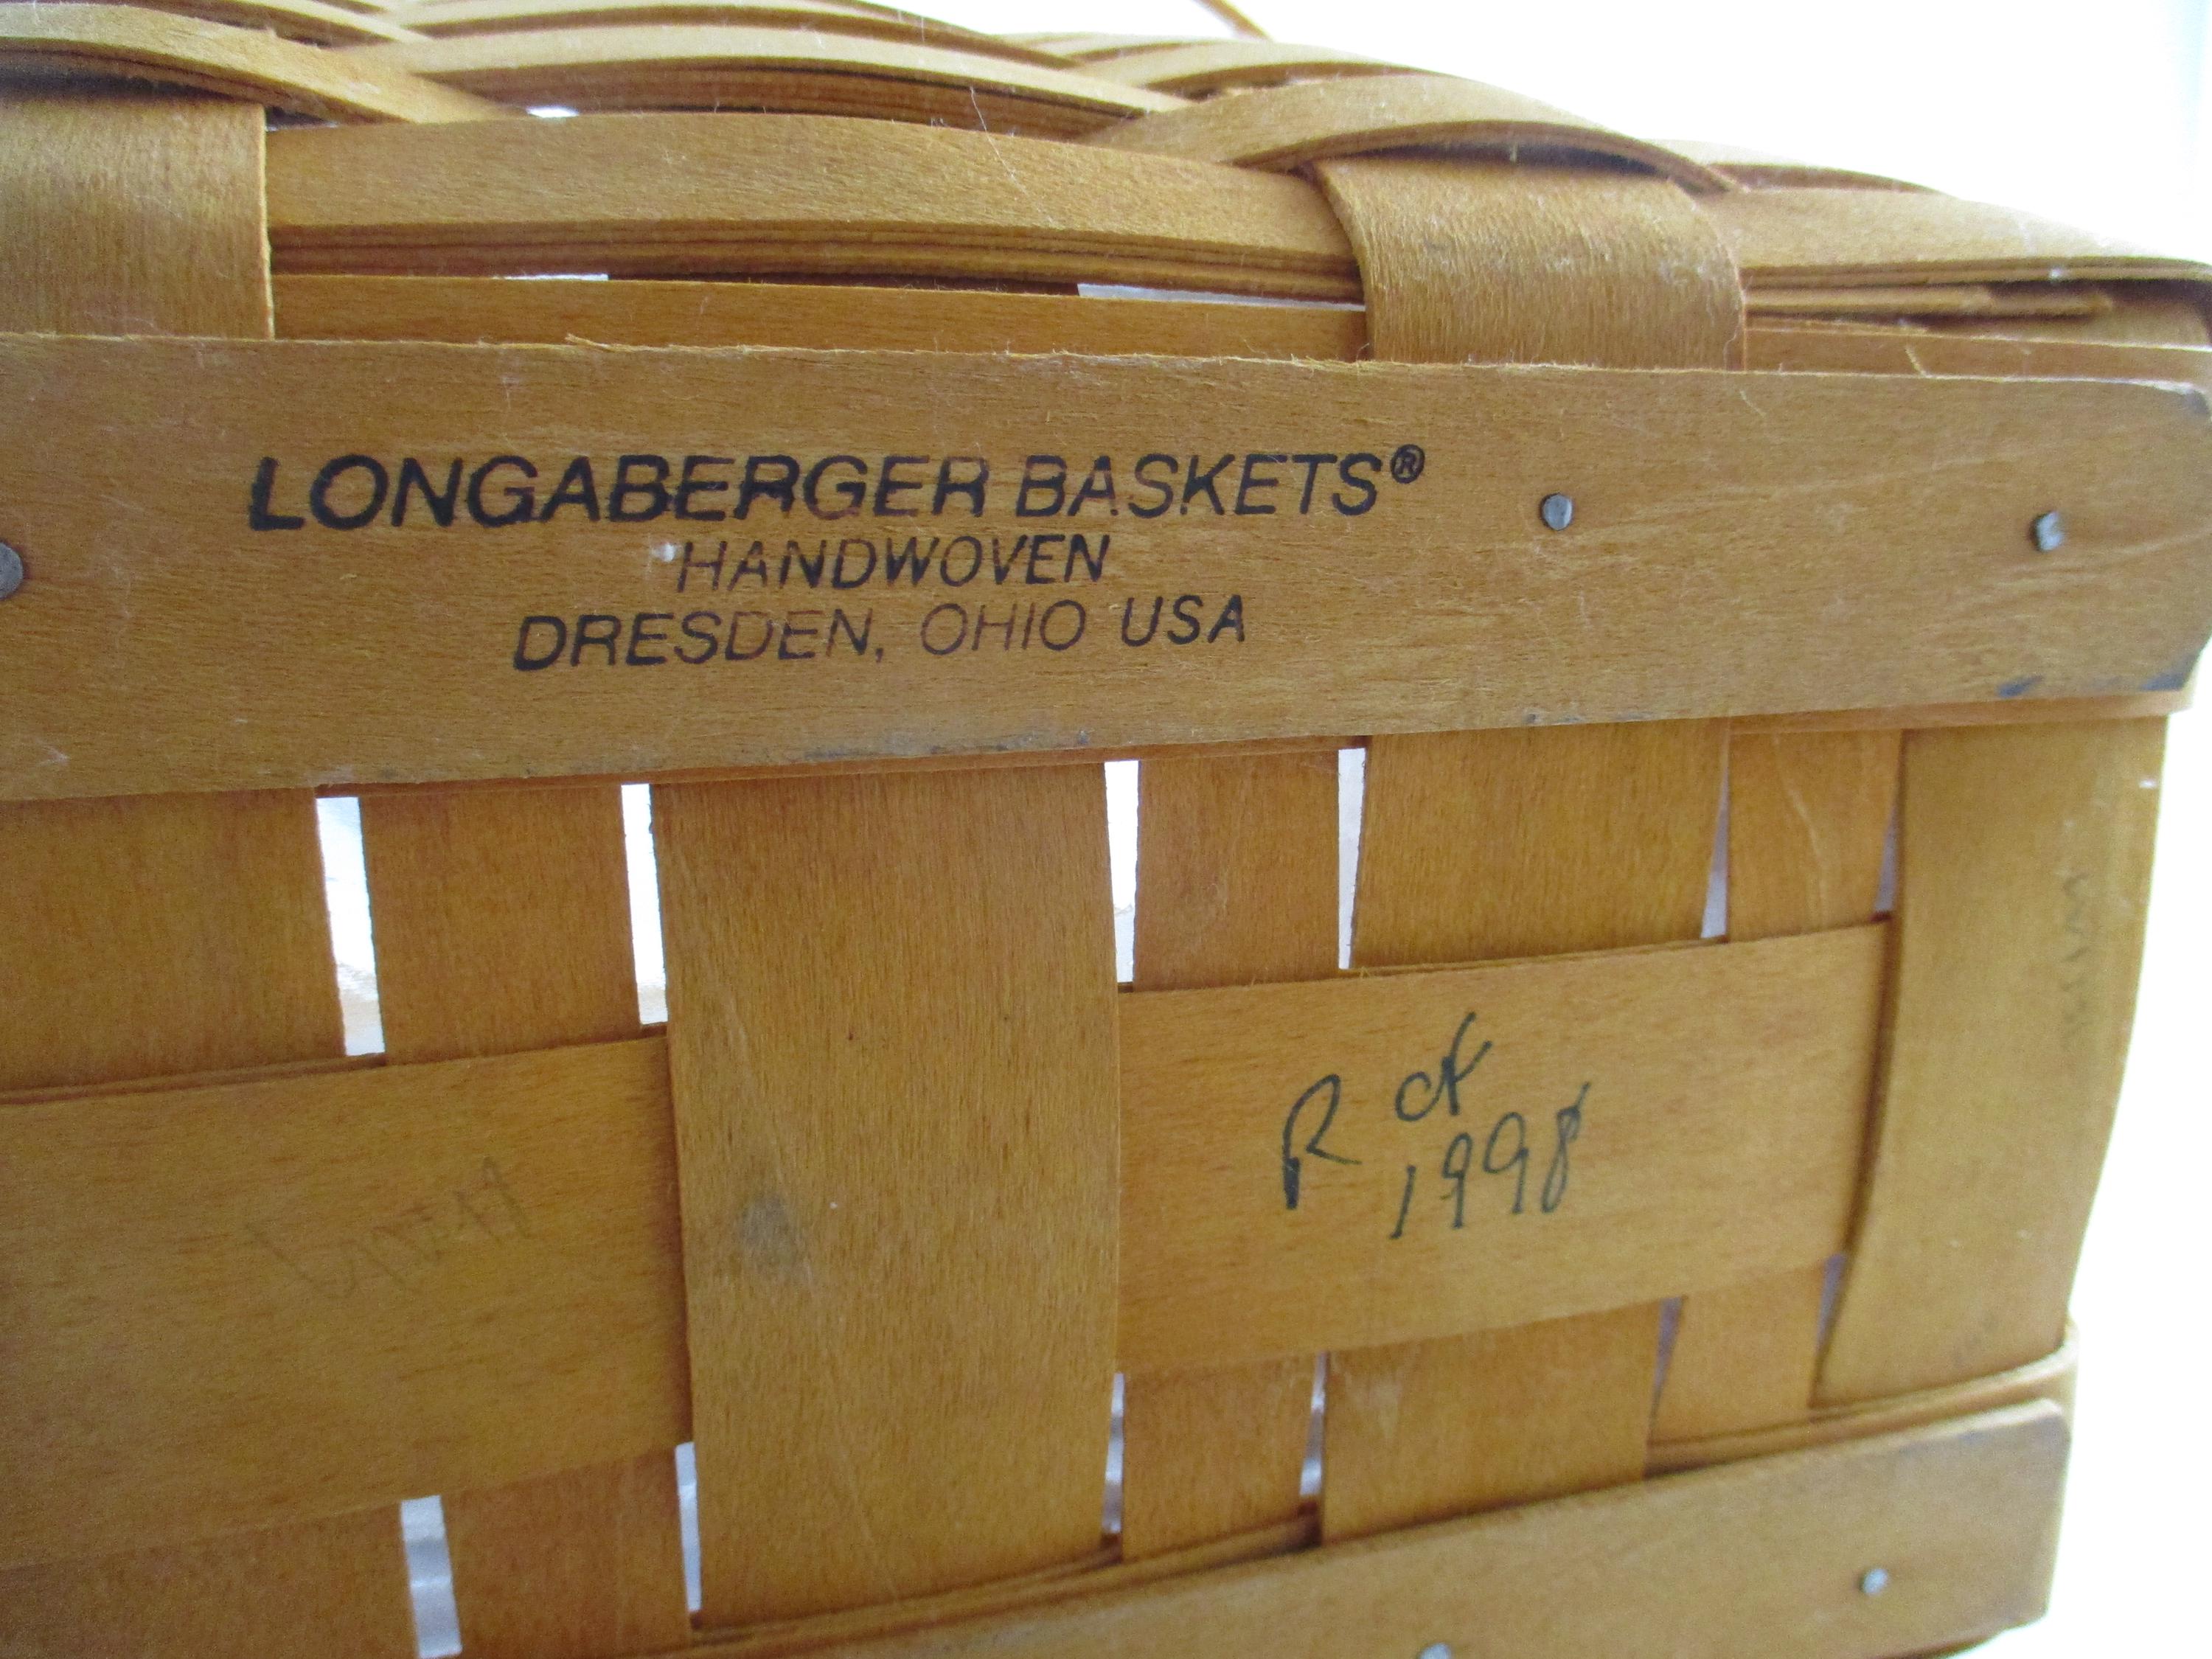 LONGABERGER BASKETS®
HANDWOVEN
DRESDEN, OHIO USA
R
1998